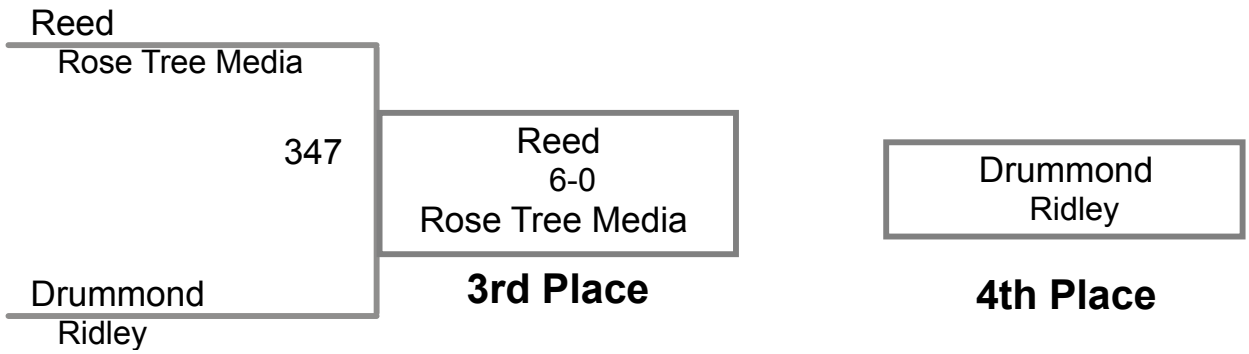 Reed
Rose Tree Media
347
Reed
6-0
Rose Tree Media
3rd Place
Drummond
Ridley
Drummond
Ridley
4th Place